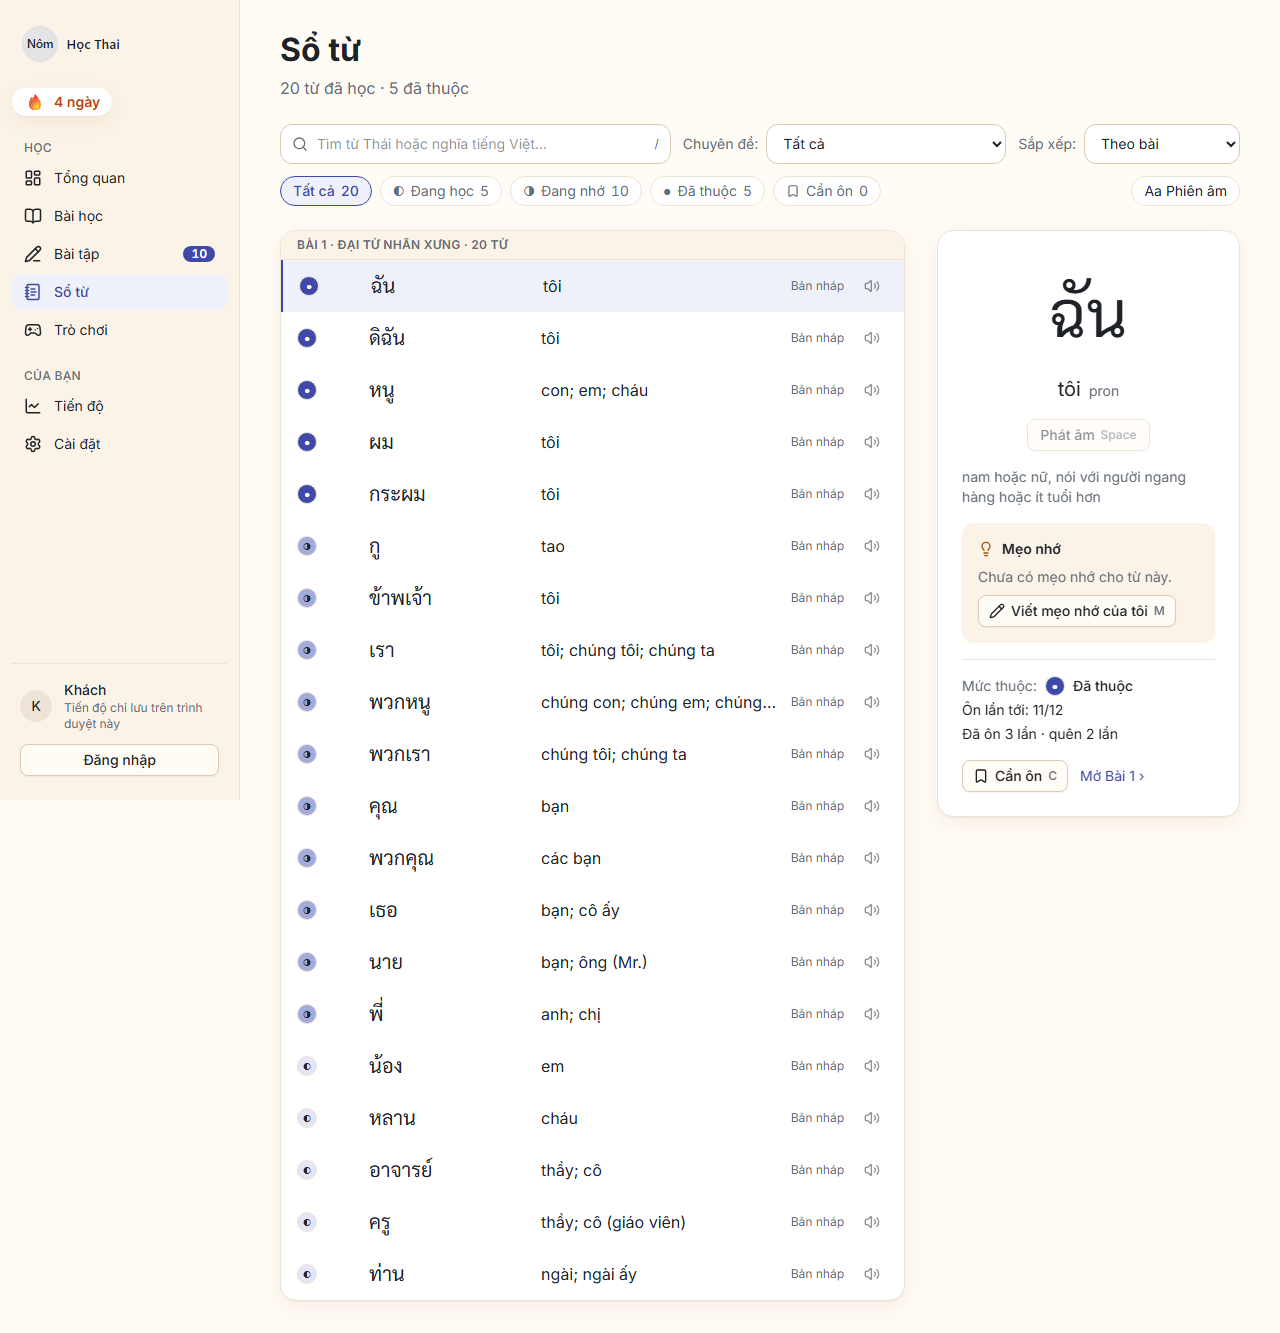 Nôm Học Thai
4 ngày
HỌC
Tổng quan
Bài học
Bài tập 10
Sổ từ
Trò chơi
CỦA BẠN
Tiến độ
Cài đặt
K Khách
Tiến độ chỉ lưu trên trình
duyệt này
Đăng nhập
Sổ từ
20 từ đã học · 5 đã thuộc
Tìm từ Thái hoặc nghĩa tiếng Việt... /
Chuyên đề: Tất cả
Sắp xếp: Theo bài
Tất cả 20
Đang học 5
Đang nhớ 10
Đã thuộc 5
Cần ôn 0
Aa Phiên âm
BÀI 1 · ĐẠI TỪ NHÂN XƯNG · 20 TỪ
ฉัน tôi Bản nháp
ดิฉัน tôi Bản nháp
หนู con; em; cháu Bản nháp
ผม tôi Bản nháp
กระผม tôi Bản nháp
กู tao Bản nháp
ข้าพเจ้า tôi Bản nháp
เรา tôi; chúng tôi; chúng ta Bản nháp
พวกหนู chúng con; chúng em; chúng... Bản nháp
พวกเรา chúng tôi; chúng ta Bản nháp
คุณ bạn Bản nháp
พวกคุณ các bạn Bản nháp
เธอ bạn; cô ấy Bản nháp
นาย bạn; ông (Mr.) Bản nháp
พี่ anh; chị Bản nháp
น้อง em Bản nháp
หลาน cháu Bản nháp
อาจารย์ thầy; cô Bản nháp
ครู thầy; cô (giáo viên) Bản nháp
ท่าน ngài; ngài ấy Bản nháp
ฉัน
tôi pron
Phát âm Space
nam hoặc nữ, nói với người ngang
hàng hoặc ít tuổi hơn
Mẹo nhớ
Chưa có mẹo nhớ cho từ này.
Viết mẹo nhớ của tôi M
Mức thuộc: Đã thuộc
Ôn lần tới: 11/12
Đã ôn 3 lần · quên 2 lần
Cần ôn C
Mở Bài 1 ›